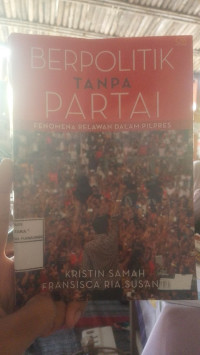 BERPOLITIK
TANPA
PARTAI
FENOMENA RELAWAN DALAM PILPRES
KRISTIN SAMAH
FRANSISCA RIA SUSANTI